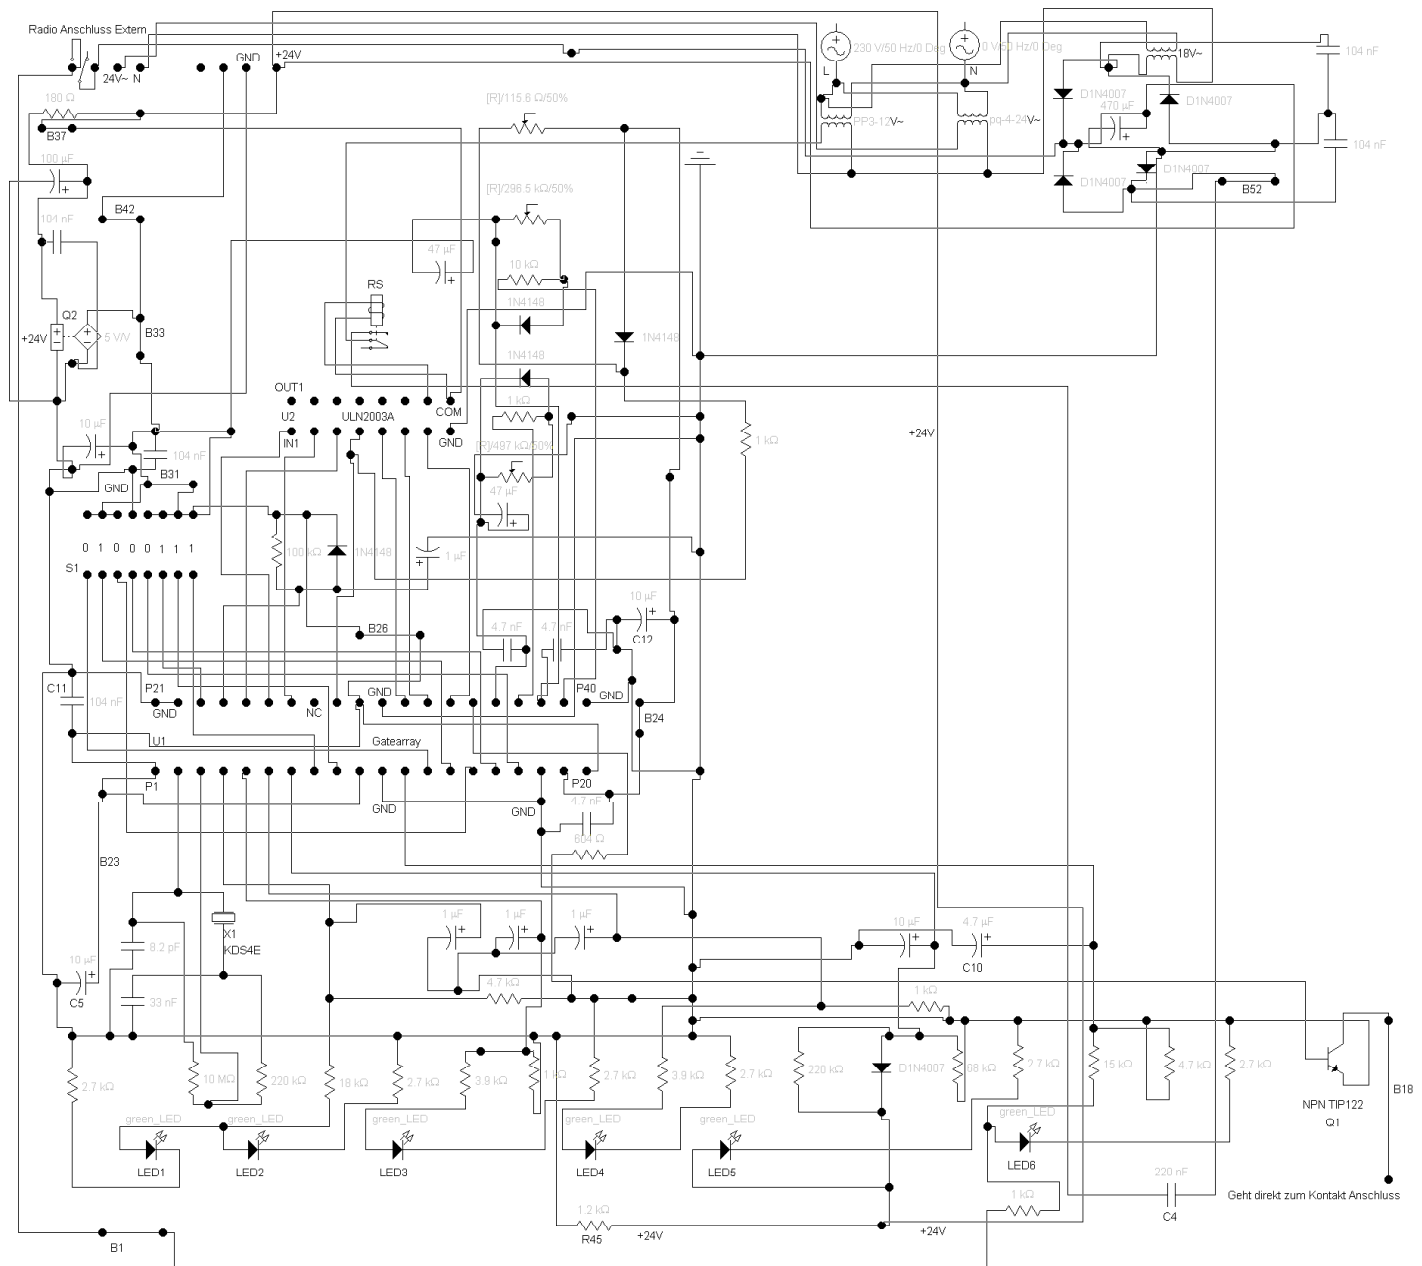 Radio Anschluss Extern
GND
+24V
24V~ N
230 V/50 Hz/0 Deg
0 V/50 Hz/0 Deg
L
N
18V~
104 nF
180 Ω
B37
[R]/115.6 Ω/50%
PP3-12V~
pq-4-24V~
D1N4007
470 µF
D1N4007
104 nF
100 µF
D1N4007
D1N4007
B52
[R]/296.5 kΩ/50%
B42
104 nF
47 µF
10 kΩ
RS
1N4148
Q2
+24V
5 V/V
B33
1N4148
1N4148
OUT1
COM
U2
ULN2003A
IN1
GND
1 kΩ
10 µF
+24V
1 kΩ
104 nF
[R]/497 kΩ/50%
B31
GND
47 µF
0 1 0 0 0 1 1 1
100 kΩ
1N4148
1 µF
S1
10 µF
C12
B26
4.7 nF
4.7 nF
C11
104 nF
P21
GND
NC
GND
P40
GND
B24
U1
Gatearray
P1
P20
GND
GND
4.7 nF
604 Ω
B23
X1
KDS4E
8.2 pF
1 µF
1 µF
1 µF
10 µF
4.7 µF
C10
10 µF
C5
33 nF
4.7 kΩ
1 kΩ
2.7 kΩ
10 MΩ
220 kΩ
18 kΩ
2.7 kΩ
3.9 kΩ
1 kΩ
2.7 kΩ
3.9 kΩ
2.7 kΩ
220 kΩ
D1N4007
68 kΩ
2.7 kΩ
15 kΩ
4.7 kΩ
2.7 kΩ
NPN TIP122
Q1
B18
green_LED
green_LED
green_LED
green_LED
green_LED
green_LED
LED1
LED2
LED3
LED4
LED5
LED6
220 nF
C4
Geht direkt zum Kontakt Anschluss
1 kΩ
1.2 kΩ
R45
+24V
+24V
B1